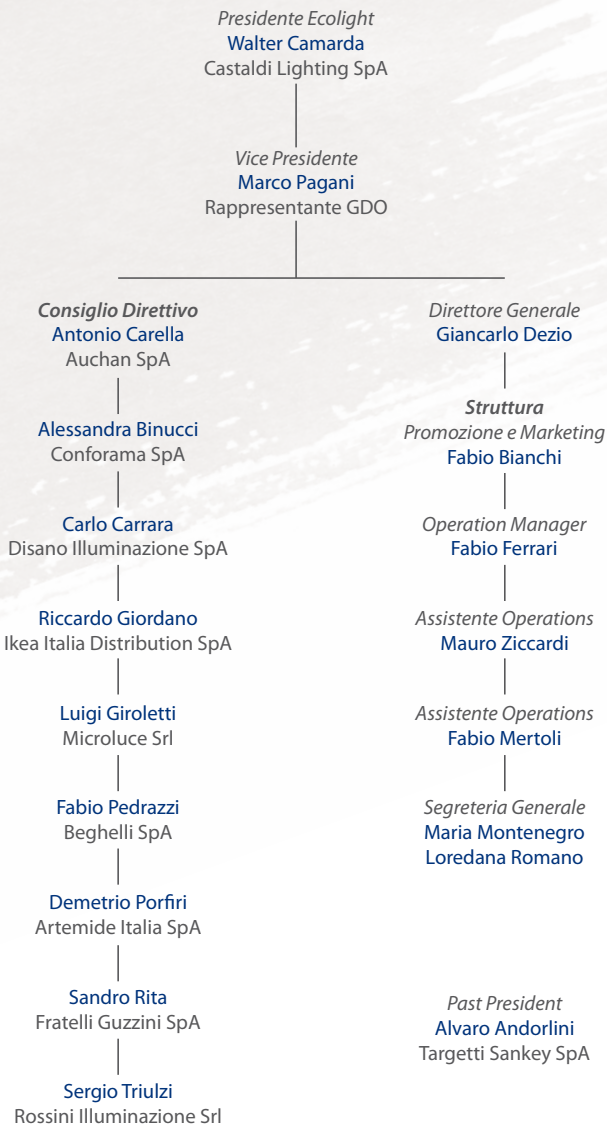 Presidente Ecolight
Walter Camarda
Castaldi Lighting SpA
Vice Presidente
Marco Pagani
Rappresentante GDO
Consiglio Direttivo
Antonio Carella
Auchan SpA
Alessandra Binucci
Conforama SpA
Carlo Carrara
Disano Illuminazione SpA
Riccardo Giordano
Ikea Italia Distribution SpA
Luigi Giroletti
Microluce Srl
Fabio Pedrazzi
Beghelli SpA
Demetrio Porfiri
Artemide Italia SpA
Sandro Rita
Fratelli Guzzini SpA
Sergio Triulzi
Rossini Illuminazione Srl
Direttore Generale
Giancarlo Dezio
Struttura
Promozione e Marketing
Fabio Bianchi
Operation Manager
Fabio Ferrari
Assistente Operations
Mauro Ziccardi
Assistente Operations
Fabio Mertoli
Segreteria Generale
Maria Montenegro
Loredana Romano
Past President
Alvaro Andorlini
Targetti Sankey SpA